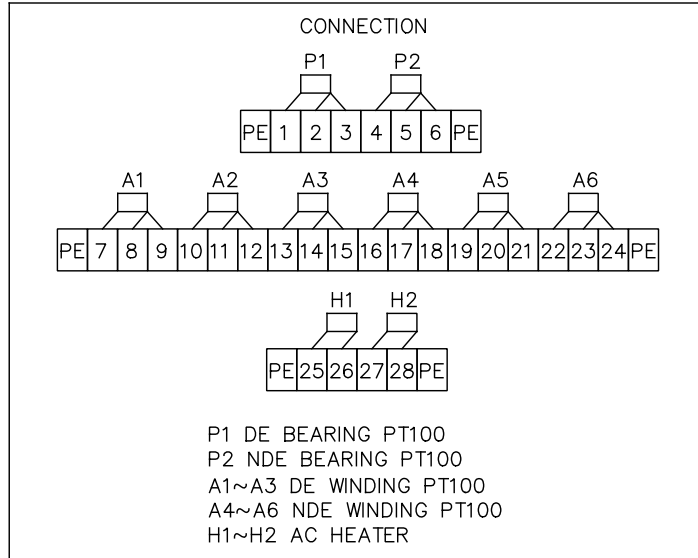 CONNECTION
P1 P2
PE 1 2 3 4 5 6 PE
A1 A2 A3 A4 A5 A6
PE 7 8 9 10 11 12 13 14 15 16 17 18 19 20 21 22 23 24 PE
H1 H2
PE 25 26 27 28 PE
P1 DE BEARING PT100
P2 NDE BEARING PT100
A1~A3 DE WINDING PT100
A4~A6 NDE WINDING PT100
H1~H2 AC HEATER